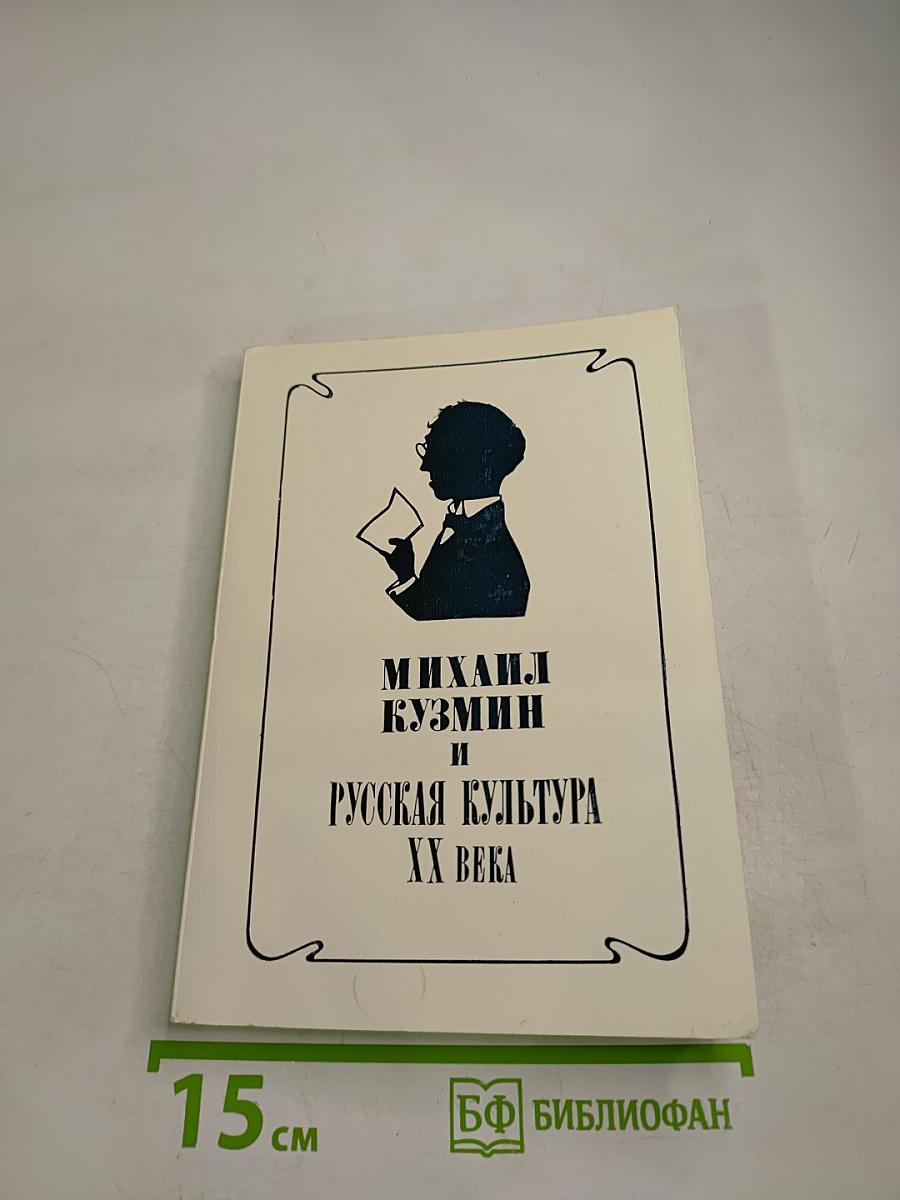 МИХАИЛ
КУЗМИН
И
РУССКАЯ КУЛЬТУРА
XX ВЕКА
15 см
БФ БИБЛИОФАН